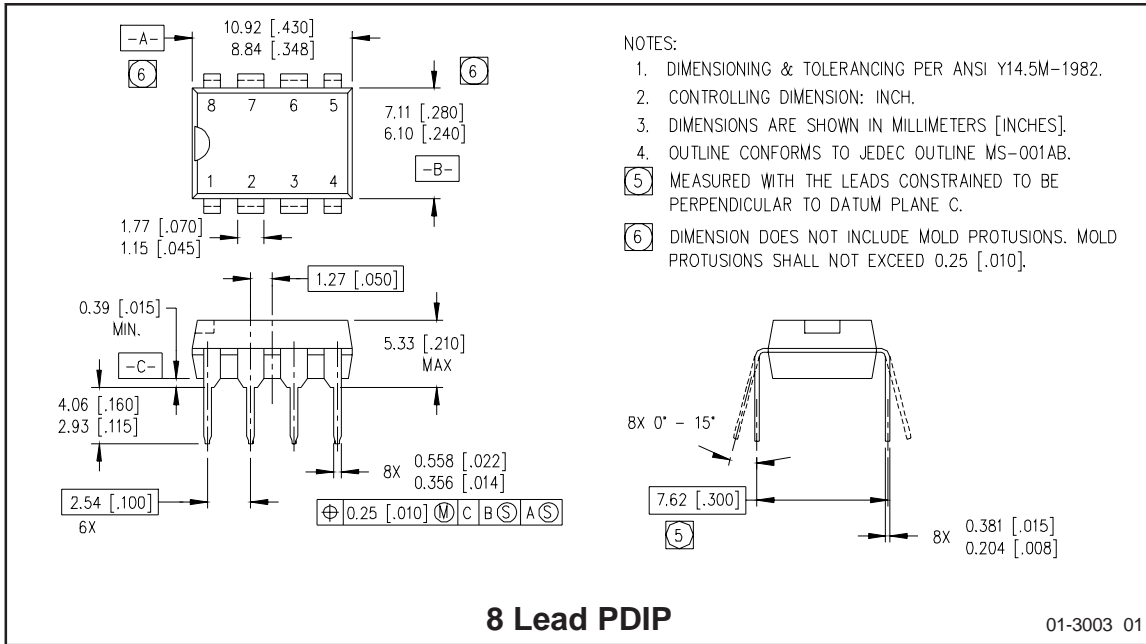 -A-
10.92 [.430]
8.84 [.348]
6
6
8 7 6 5
7.11 [.280]
6.10 [.240]
-B-
1 2 3 4
1.77 [.070]
1.15 [.045]
1.27 [.050]
0.39 [.015]
MIN.
-C-
5.33 [.210]
MAX
4.06 [.160]
2.93 [.115]
8X 0.558 [.022]
0.356 [.014]
2.54 [.100]
6X
⌖ 0.25 [.010] Ⓜ C B Ⓢ A Ⓢ
NOTES:
1. DIMENSIONING & TOLERANCING PER ANSI Y14.5M-1982.
2. CONTROLLING DIMENSION: INCH.
3. DIMENSIONS ARE SHOWN IN MILLIMETERS [INCHES].
4. OUTLINE CONFORMS TO JEDEC OUTLINE MS-001AB.
5 MEASURED WITH THE LEADS CONSTRAINED TO BE
PERPENDICULAR TO DATUM PLANE C.
6 DIMENSION DOES NOT INCLUDE MOLD PROTUSIONS. MOLD
PROTUSIONS SHALL NOT EXCEED 0.25 [.010].
8X 0° - 15°
7.62 [.300]
5
8X 0.381 [.015]
0.204 [.008]
8 Lead PDIP
01-3003 01